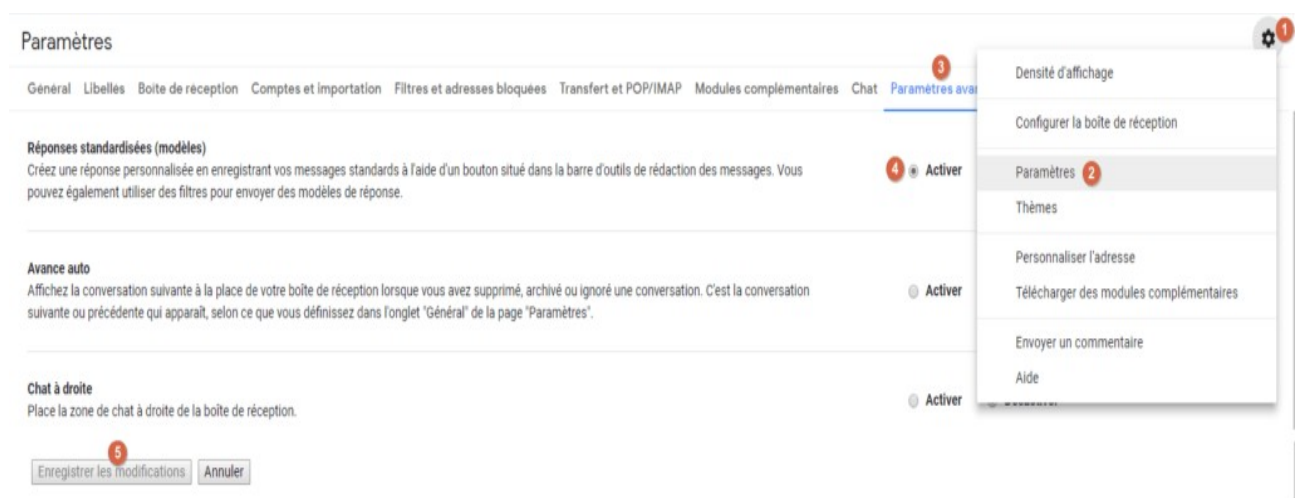 Paramètres
1
Général Libellés Boîte de réception Comptes et importation Filtres et adresses bloquées Transfert et POP/IMAP Modules complémentaires Chat Paramètres
3
Réponses standardisées (modèles)
Créez une réponse personnalisée en enregistrant vos messages standards à l'aide d'un bouton situé dans la barre d'outils de rédaction des messages. Vous
pouvez également utiliser des filtres pour envoyer des modèles de réponse.
4 Activer
Avance auto
Affichez la conversation suivante à la place de votre boîte de réception lorsque vous avez supprimé, archivé ou ignoré une conversation. C'est la conversation
suivante ou précédente qui apparaît, selon ce que vous définissez dans l'onglet "Général" de la page "Paramètres".
Activer
Chat à droite
Place la zone de chat à droite de la boîte de réception.
Activer
5
Enregistrer les modifications Annuler
Densité d'affichage
Configurer la boîte de réception
Paramètres 2
Thèmes
Personnaliser l'adresse
Télécharger des modules complémentaires
Envoyer un commentaire
Aide